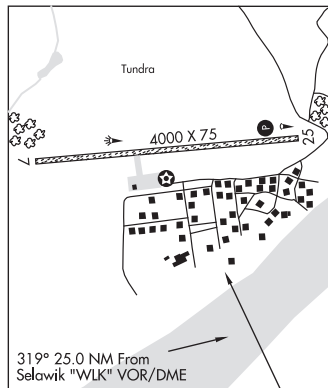 Tundra
4000 X 75
P
25
7
319° 25.0 NM From
Selawik "WLK" VOR/DME